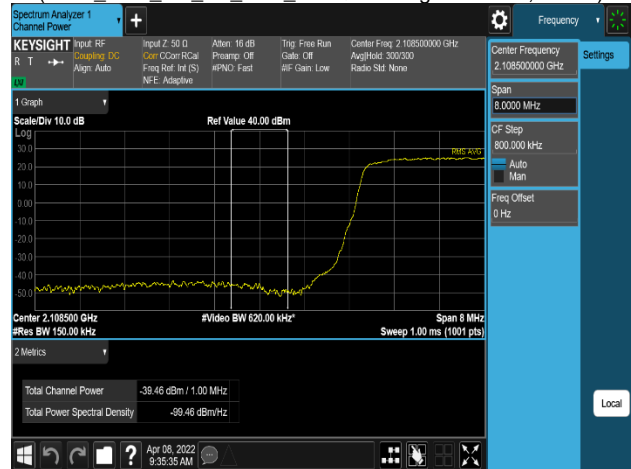 Spectrum Analyzer 1
Channel Power
+
Frequency
KEYSIGHT
R T
LXI
Input: RF
Coupling: DC
Align: Auto
Input Z: 50 Ω
Corr CCorr RCal
Freq Ref: Int (S)
NFE: Adaptive
Atten: 16 dB
Preamp: Off
#PNO: Fast
Trig: Free Run
Gate: Off
#IF Gain: Low
Center Freq: 2.108500000 GHz
Avg|Hold: 300/300
Radio Std: None
Center Frequency
2.108500000 GHz
Settings
Span
8.0000 MHz
CF Step
800.000 kHz
Auto
Man
Freq Offset
0 Hz
1 Graph
Scale/Div 10.0 dB
Ref Value 40.00 dBm
Log
RMS AVG
30.0
20.0
10.0
0.00
-10.0
-20.0
-30.0
-40.0
-50.0
Center 2.108500 GHz
#Video BW 620.00 kHz*
Span 8 MHz
#Res BW 150.00 kHz
Sweep 1.00 ms (1001 pts)
2 Metrics
Total Channel Power -39.46 dBm / 1.00 MHz
Total Power Spectral Density -99.46 dBm/Hz
Local
?
Apr 08, 2022
9:35:35 AM